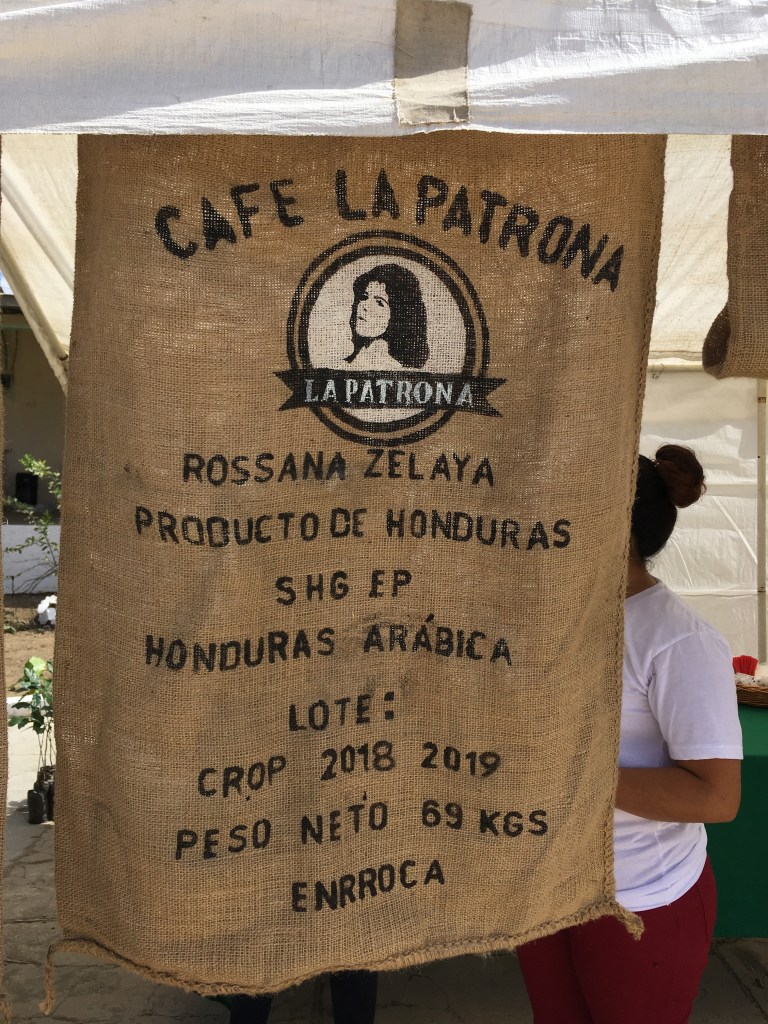 CAFE LA PATRONA
LA PATRONA
ROSSANA ZELAYA
PRODUCTO DE HONDURAS
SHG EP
HONDURAS ARÁBICA
LOTE:
CROP 2018 2019
PESO NETO 69 KGS
ENRROCA